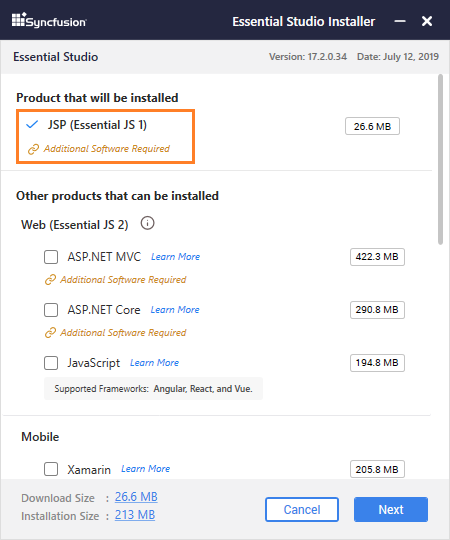 Syncfusion Essential Studio Installer
Essential Studio Version: 17.2.0.34 Date: July 12, 2019
Product that will be installed
JSP (Essential JS 1) 26.6 MB
Additional Software Required
Other products that can be installed
Web (Essential JS 2)
ASP.NET MVC Learn More 422.3 MB
Additional Software Required
ASP.NET Core Learn More 290.8 MB
Additional Software Required
JavaScript Learn More 194.8 MB
Supported Frameworks: Angular, React, and Vue.
Mobile
Xamarin Learn More 205.8 MB
Download Size : 26.6 MB
Installation Size : 213 MB
Cancel Next